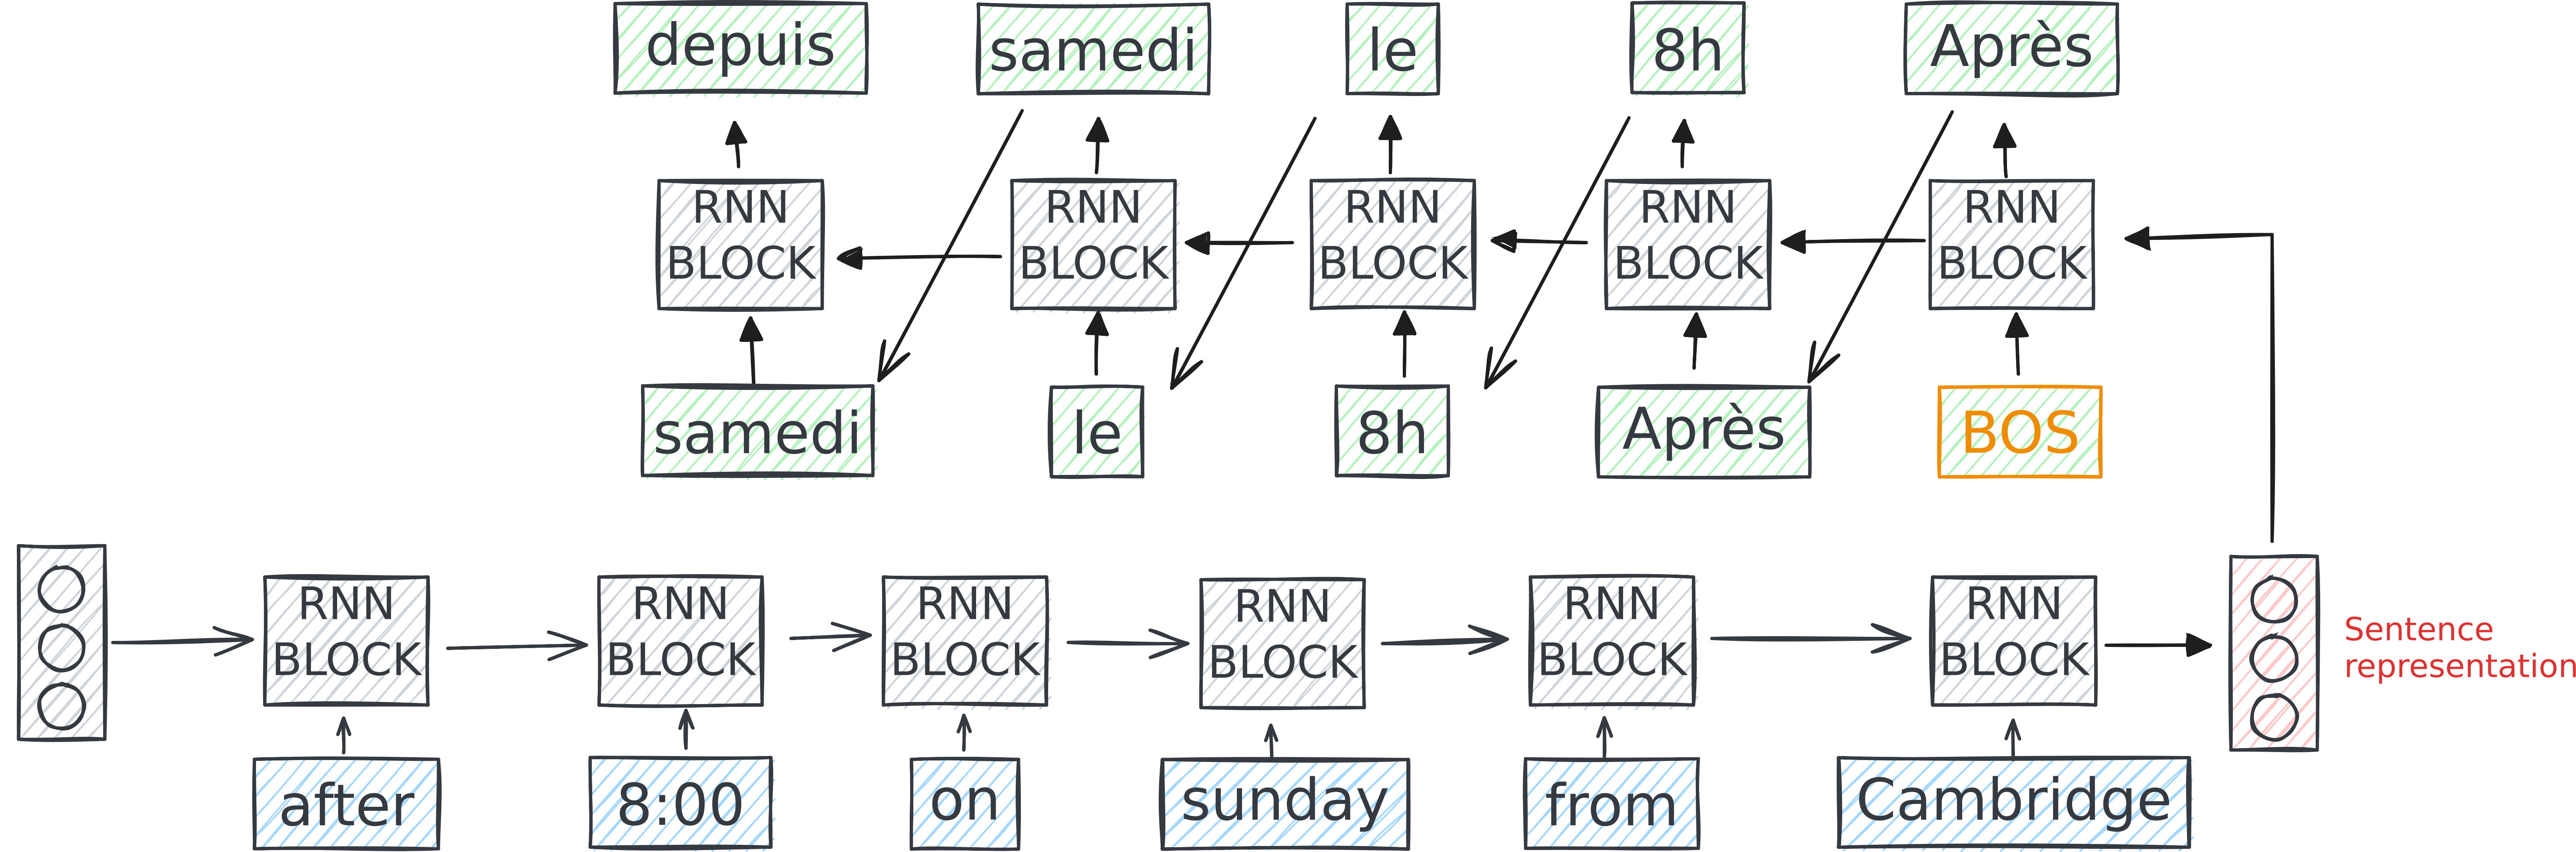 depuis
samedi
le
8h
Après
RNN
BLOCK
RNN
BLOCK
RNN
BLOCK
RNN
BLOCK
RNN
BLOCK
samedi
le
8h
Après
BOS
RNN
BLOCK
RNN
BLOCK
RNN
BLOCK
RNN
BLOCK
RNN
BLOCK
RNN
BLOCK
Sentence
representation
after
8:00
on
sunday
from
Cambridge